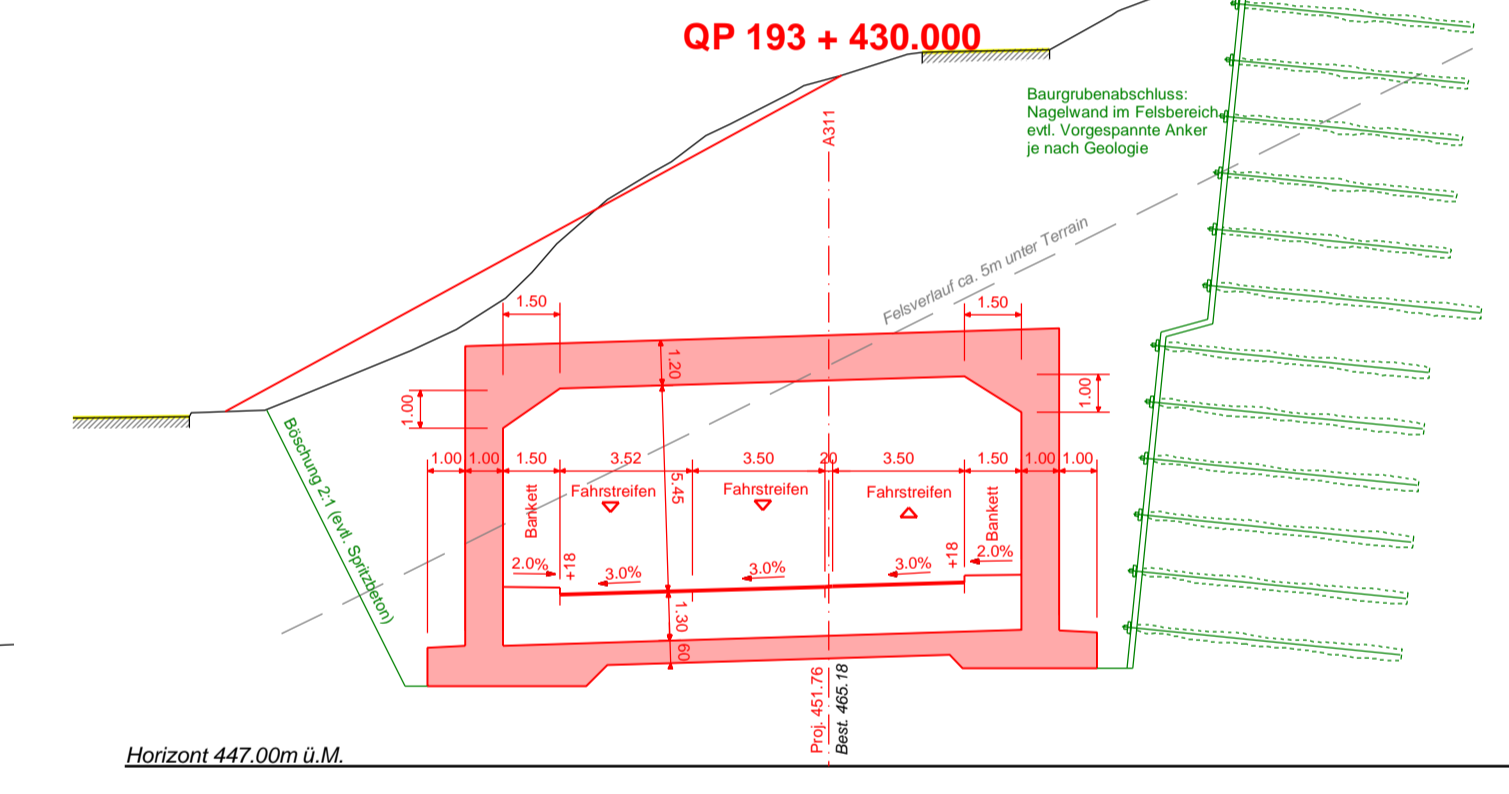 QP 193 + 430.000
A311
Baurgrubenabschluss:
Nagelwand im Felsbereich
evtl. Vorgespannte Anker
je nach Geologie
Felsverlauf ca. 5m unter Terrain
1.50
1.50
1.20
1.00
1.00
Böschung 2:1 (evtl. Spritzbeton)
1.00 1.00 1.50 3.52 3.50 20 3.50 1.50 1.00 1.00
5.45
Bankett
Fahrstreifen
Fahrstreifen
Fahrstreifen
Bankett
2.0%
+18
3.0%
3.0%
3.0%
+18
2.0%
1.30
60
Proj. 451.76
Best. 465.18
Horizont 447.00m ü.M.